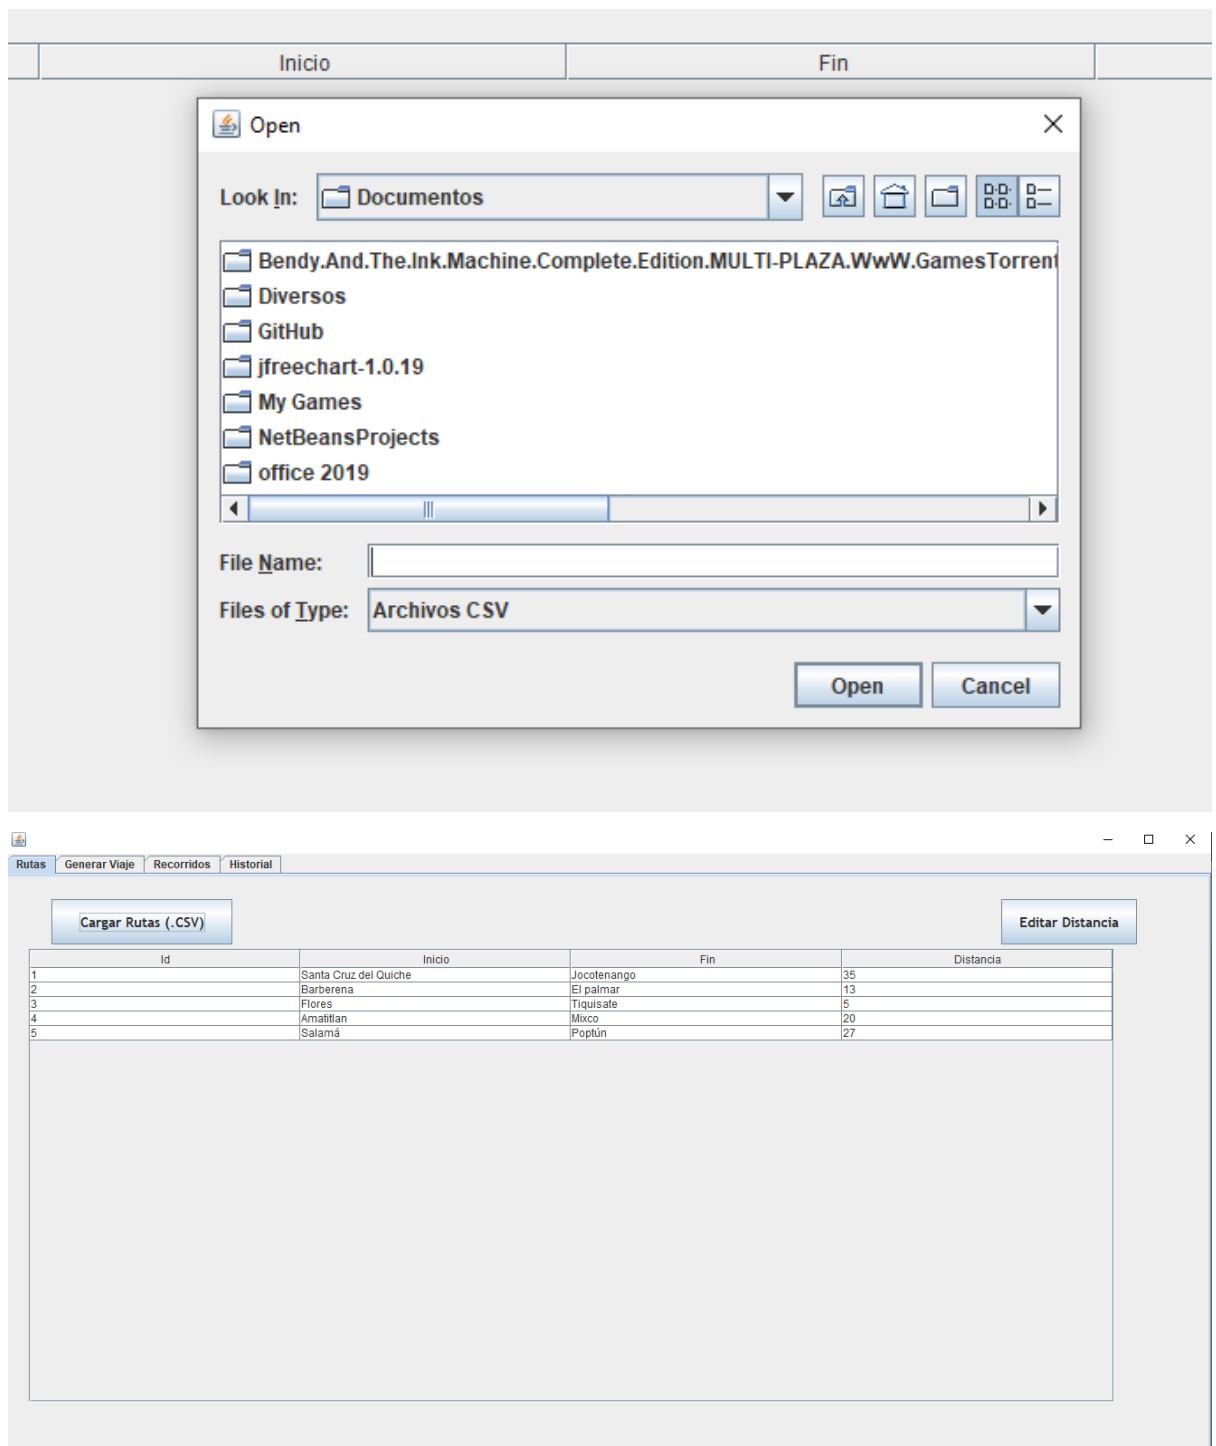 Inicio Fin
Open
Look In: Documentos
Bendy.And.The.Ink.Machine.Complete.Edition.MULTI-PLAZA.WwW.GamesTorrent
Diversos
GitHub
jfreechart-1.0.19
My Games
NetBeansProjects
office 2019
File Name:
Files of Type: Archivos CSV
Open Cancel
Rutas Generar Viaje Recorridos Historial
Cargar Rutas (.CSV) Editar Distancia
Id Inicio Fin Distancia
1 Santa Cruz del Quiche Jocotenango 35
2 Barberena El palmar 13
3 Flores Tiquisate 5
4 Amatitlan Mixco 20
5 Salamá Poptún 27